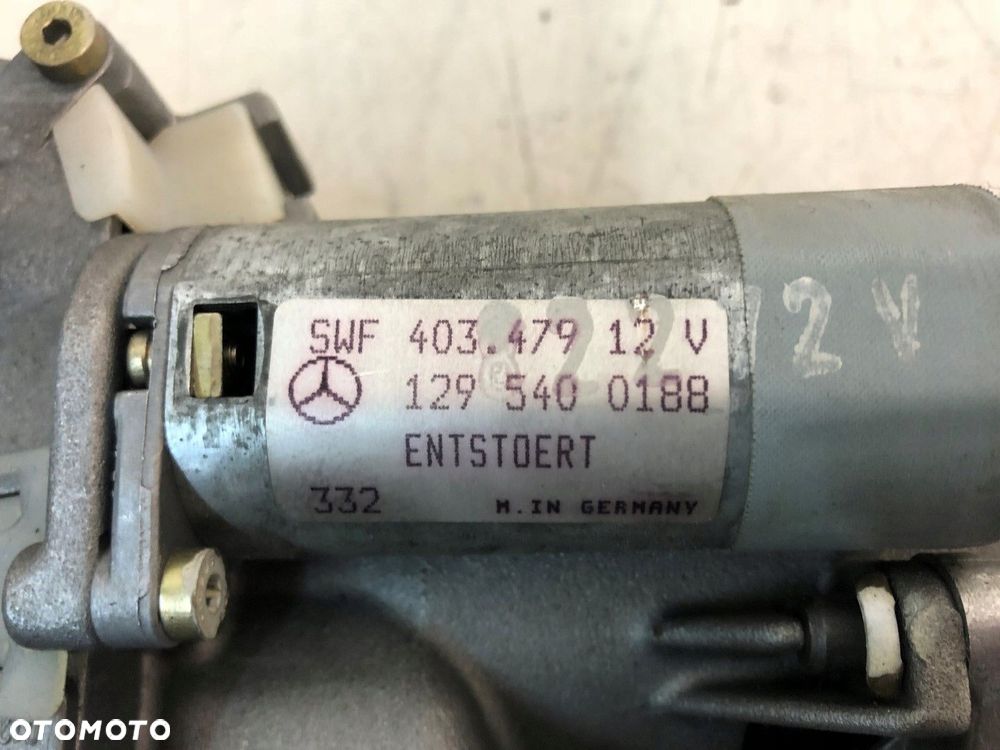 SWF 403.479 12 V
129 540 0188
ENTSTOERT
332 M.IN GERMANY
12 V
OTOMOTO